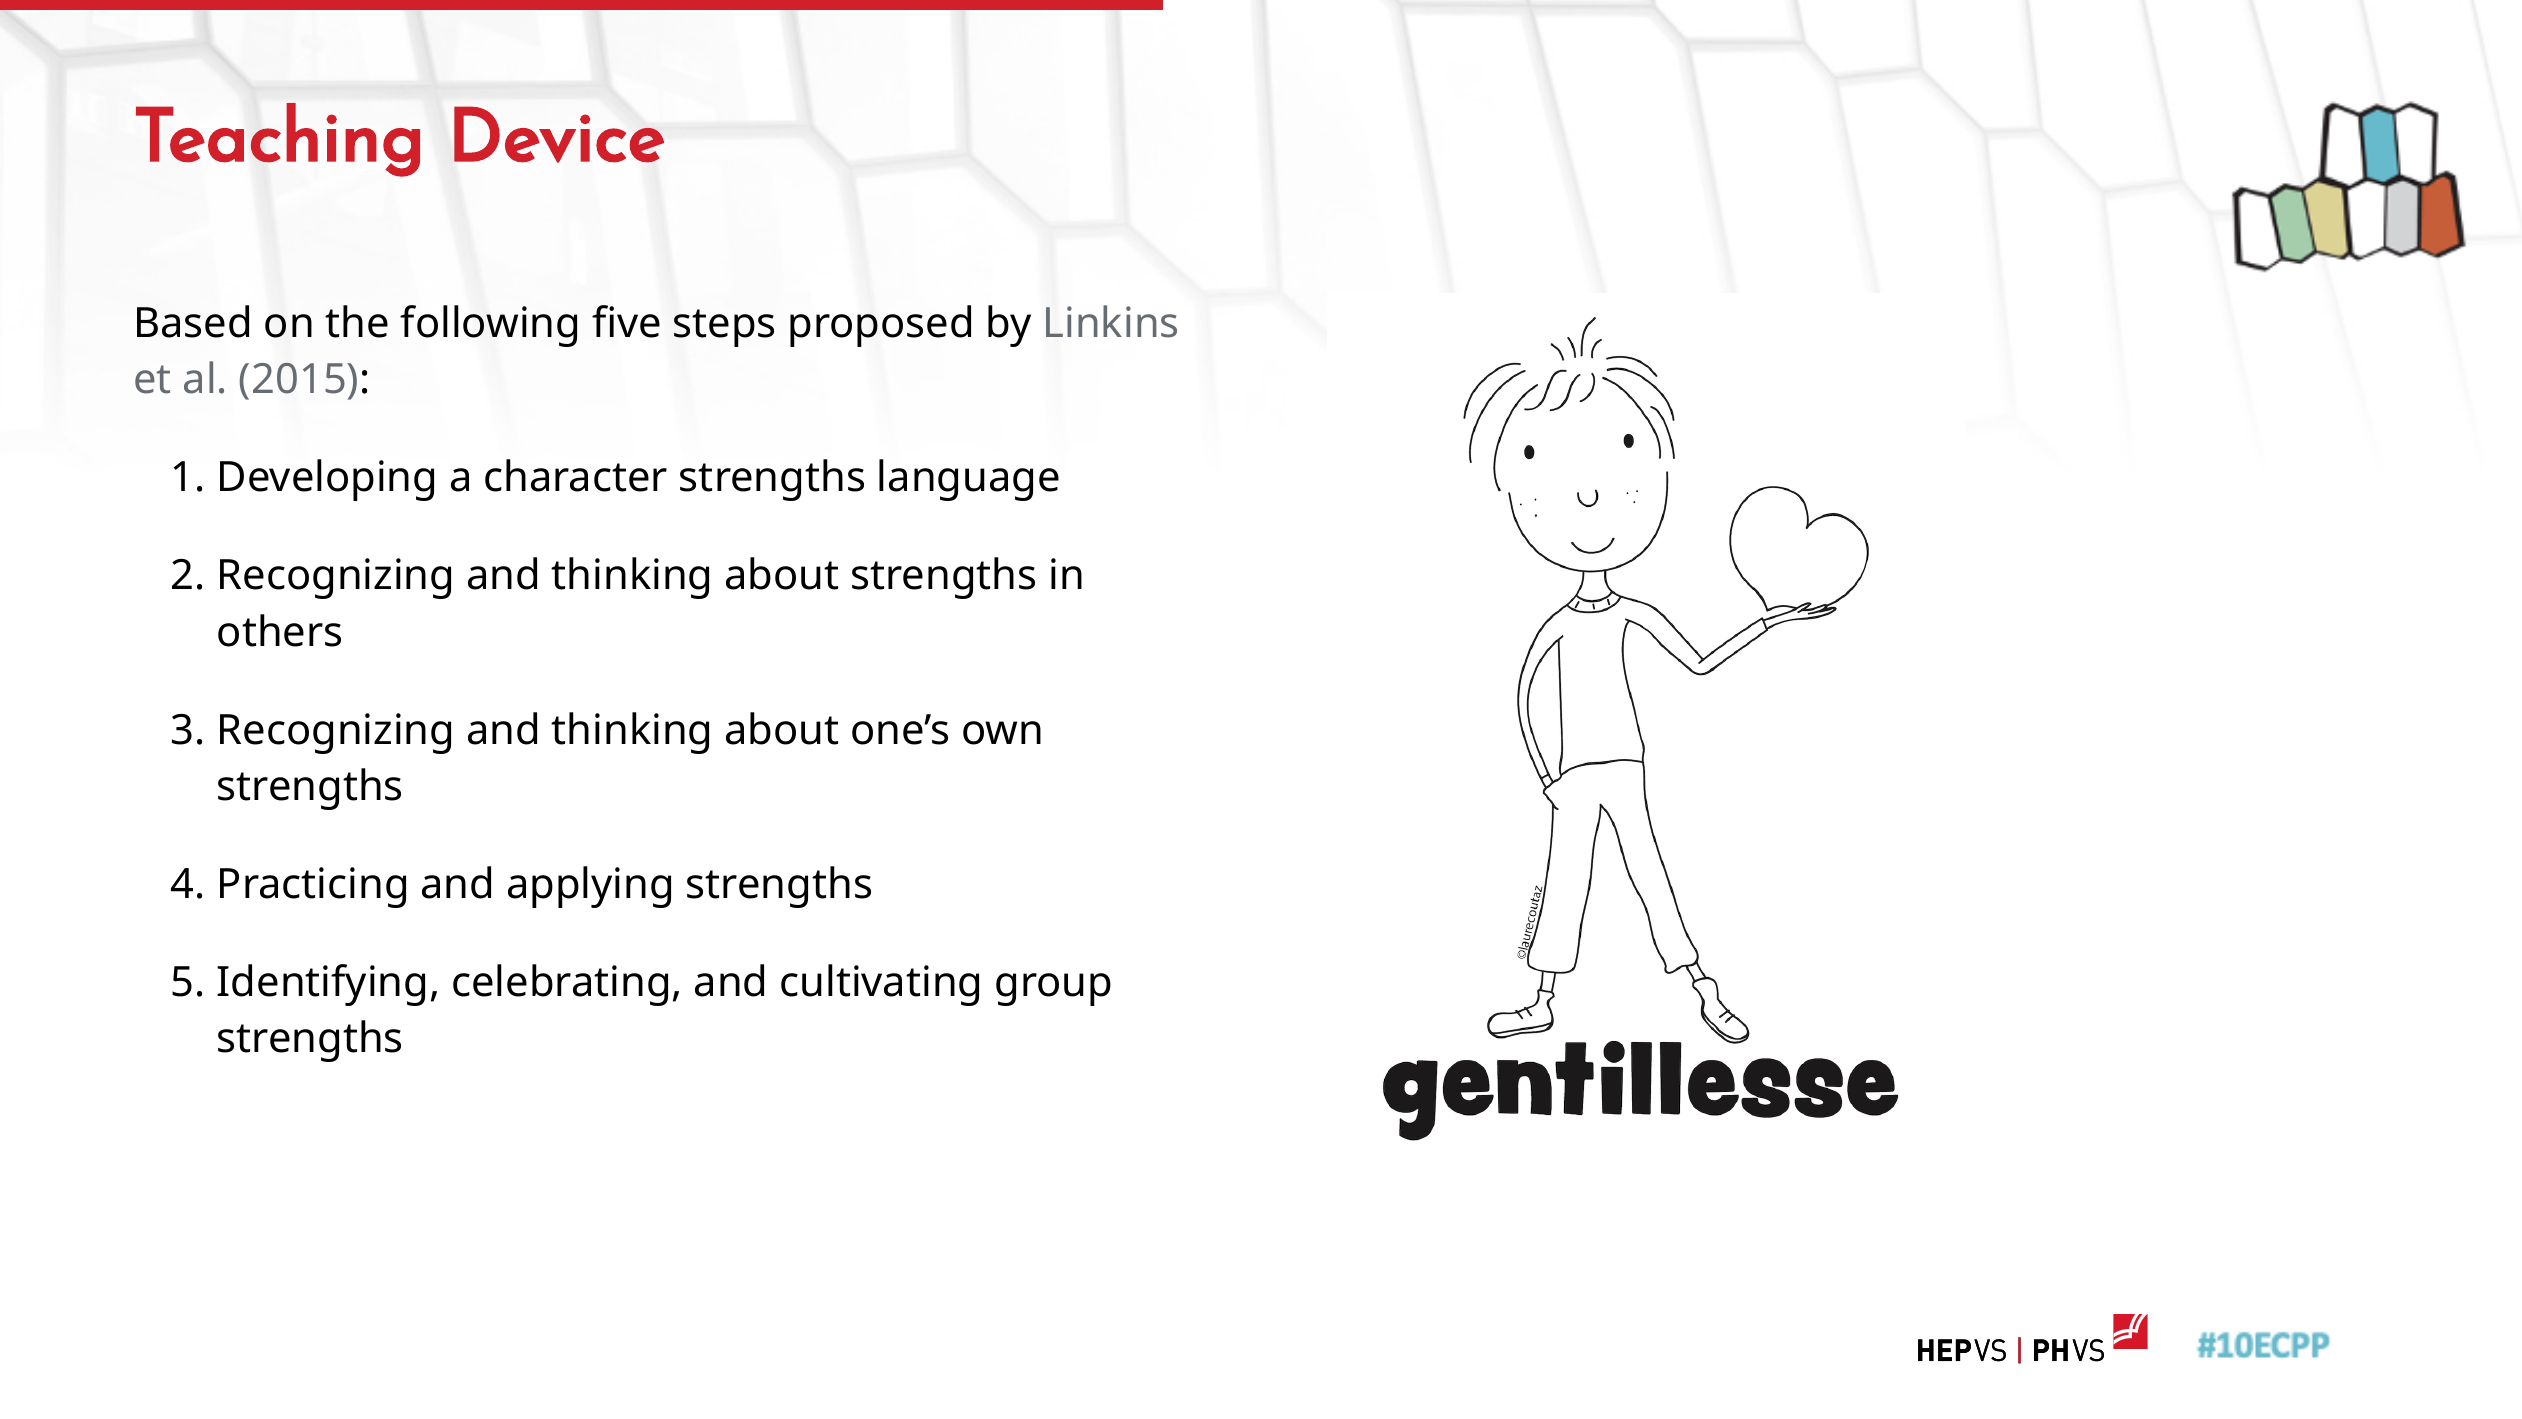 Teaching Device
Based on the following five steps proposed by Linkins
et al. (2015):
1. Developing a character strengths language
2. Recognizing and thinking about strengths in
others
3. Recognizing and thinking about one’s own
strengths
4. Practicing and applying strengths
5. Identifying, celebrating, and cultivating group
strengths
©laurecoutaz
gentillesse
HEPVS | PHVS
#10ECPP